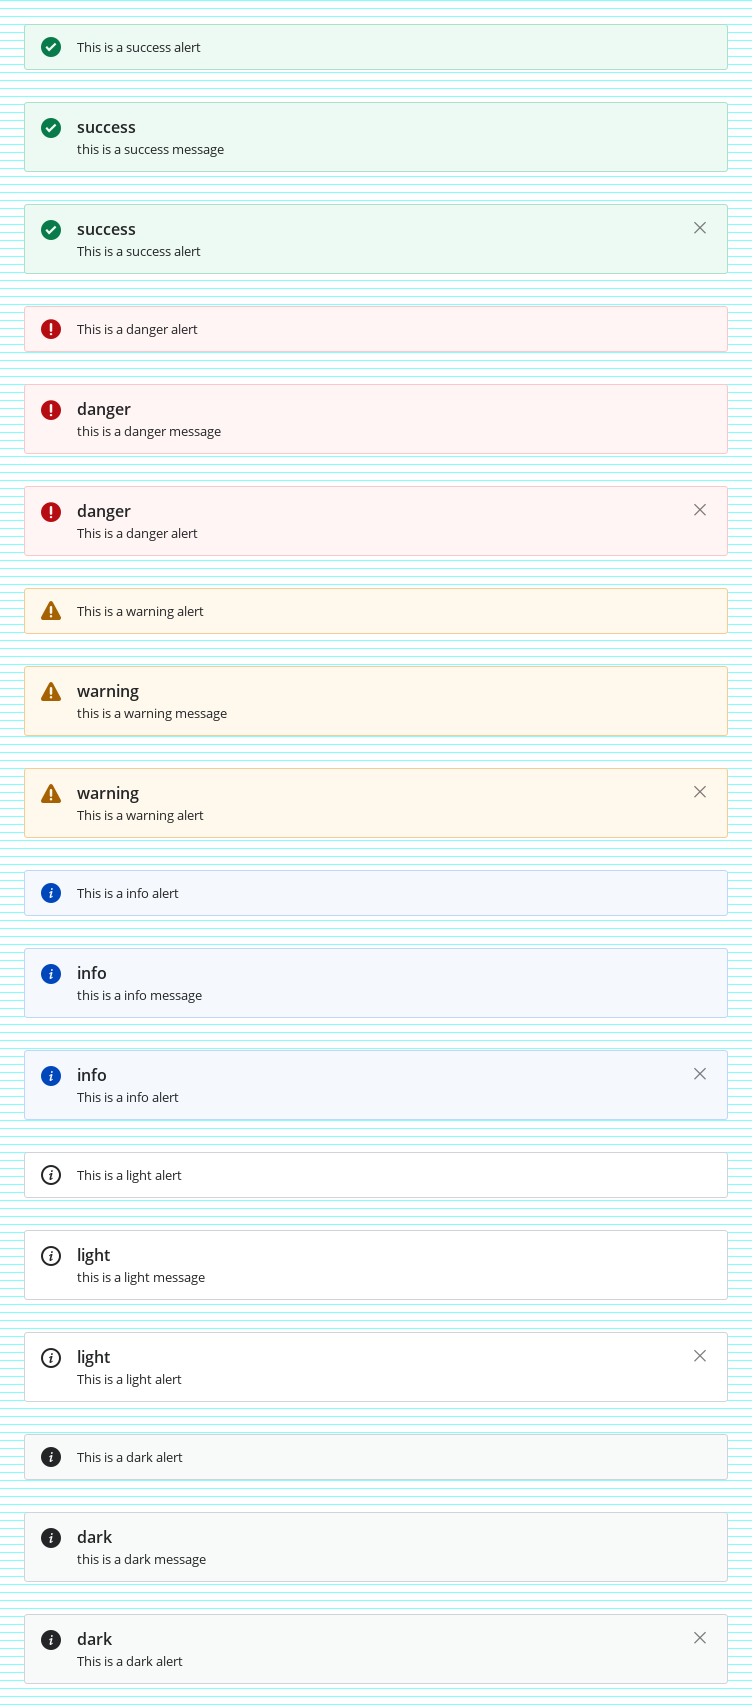 This is a success alert
success
this is a success message
success
This is a success alert
This is a danger alert
danger
this is a danger message
danger
This is a danger alert
This is a warning alert
warning
this is a warning message
warning
This is a warning alert
This is a info alert
info
this is a info message
info
This is a info alert
This is a light alert
light
this is a light message
light
This is a light alert
This is a dark alert
dark
this is a dark message
dark
This is a dark alert